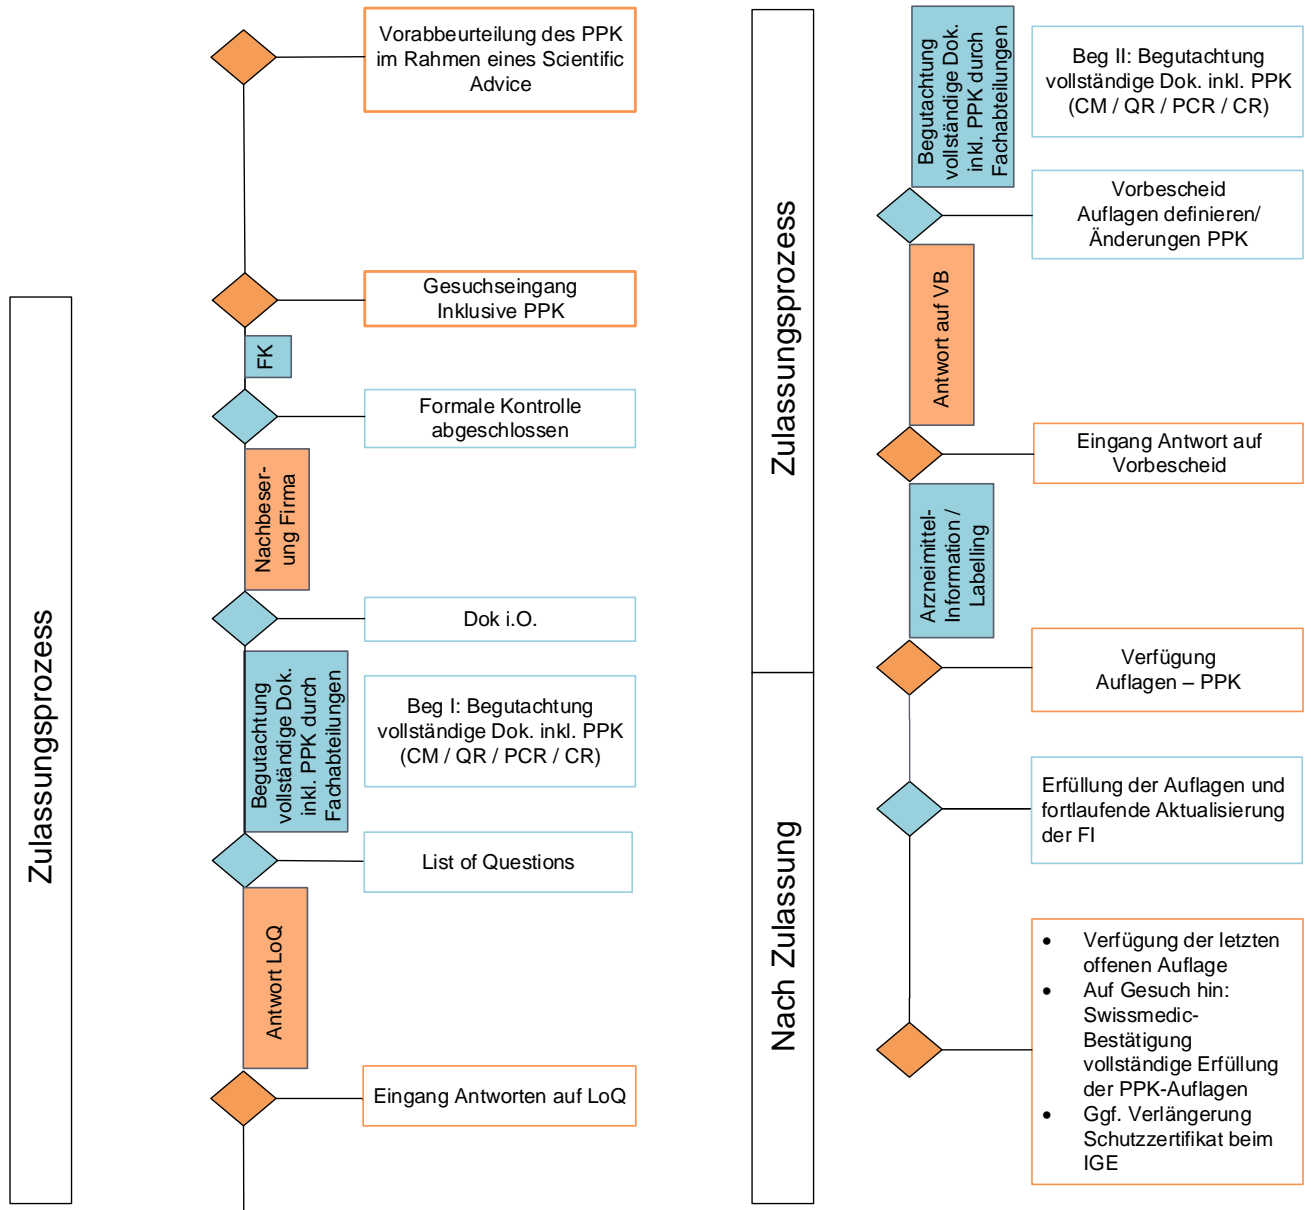 Zulassungsprozess
Vorabbeurteilung des PPK
im Rahmen eines Scientific
Advice
Gesuchseingang
Inklusive PPK
FK
Formale Kontrolle
abgeschlossen
Nachbeser-
ung Firma
Dok i.O.
Begutachtung
vollständige Dok.
inkl. PPK durch
Fachabteilungen
Beg I: Begutachtung
vollständige Dok. inkl. PPK
(CM / QR / PCR / CR)
List of Questions
Antwort LoQ
Eingang Antworten auf LoQ
Zulassungsprozess
Begutachtung
vollständige Dok.
inkl. PPK durch
Fachabteilungen
Beg II: Begutachtung
vollständige Dok. inkl. PPK
(CM / QR / PCR / CR)
Vorbescheid
Auflagen definieren/
Änderungen PPK
Antwort auf VB
Eingang Antwort auf
Vorbescheid
Arzneimittel-
Information /
Labelling
Verfügung
Auflagen – PPK
Nach Zulassung
Erfüllung der Auflagen und
fortlaufende Aktualisierung
der FI
• Verfügung der letzten
offenen Auflage
• Auf Gesuch hin:
Swissmedic-
Bestätigung
vollständige Erfüllung
der PPK-Auflagen
• Ggf. Verlängerung
Schutzzertifikat beim
IGE